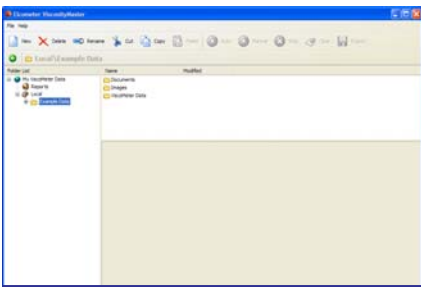 Elcometer ViscosityMaster
File Help
New Delete Rename Cut Copy Paste
Local\Example Data
Folder List Name Modified
My ViscoMeter Data Documents
Reports Images
Local ViscoMeter Data
Example Data